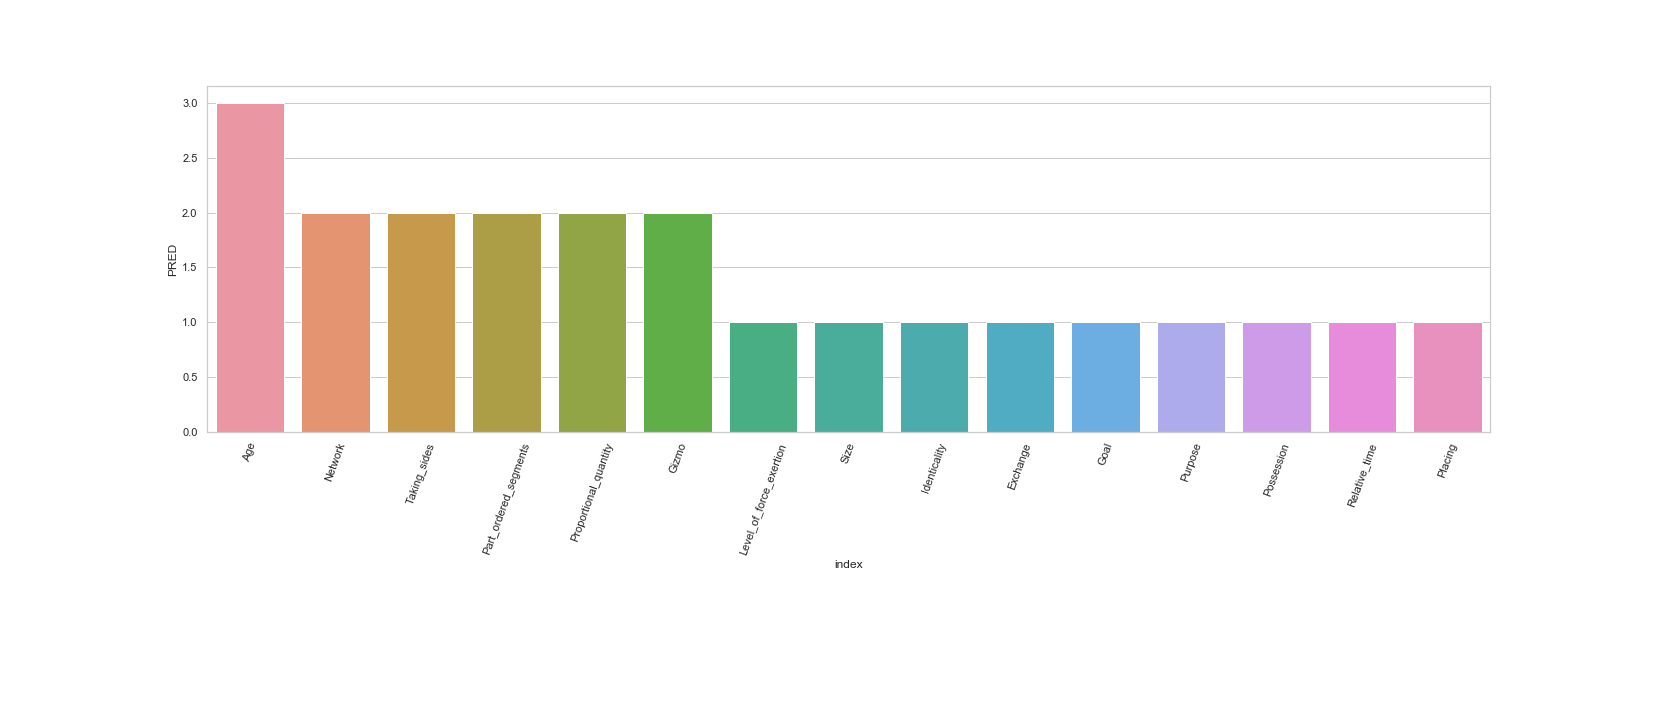 3.0
2.5
2.0
1.5
1.0
0.5
0.0
PRED
Age
Network
Taking_sides
Part_ordered_segments
Proportional_quantity
Gizmo
Level_of_force_exertion
Size
Identicality
Exchange
Goal
Purpose
Possession
Relative_time
Placing
index